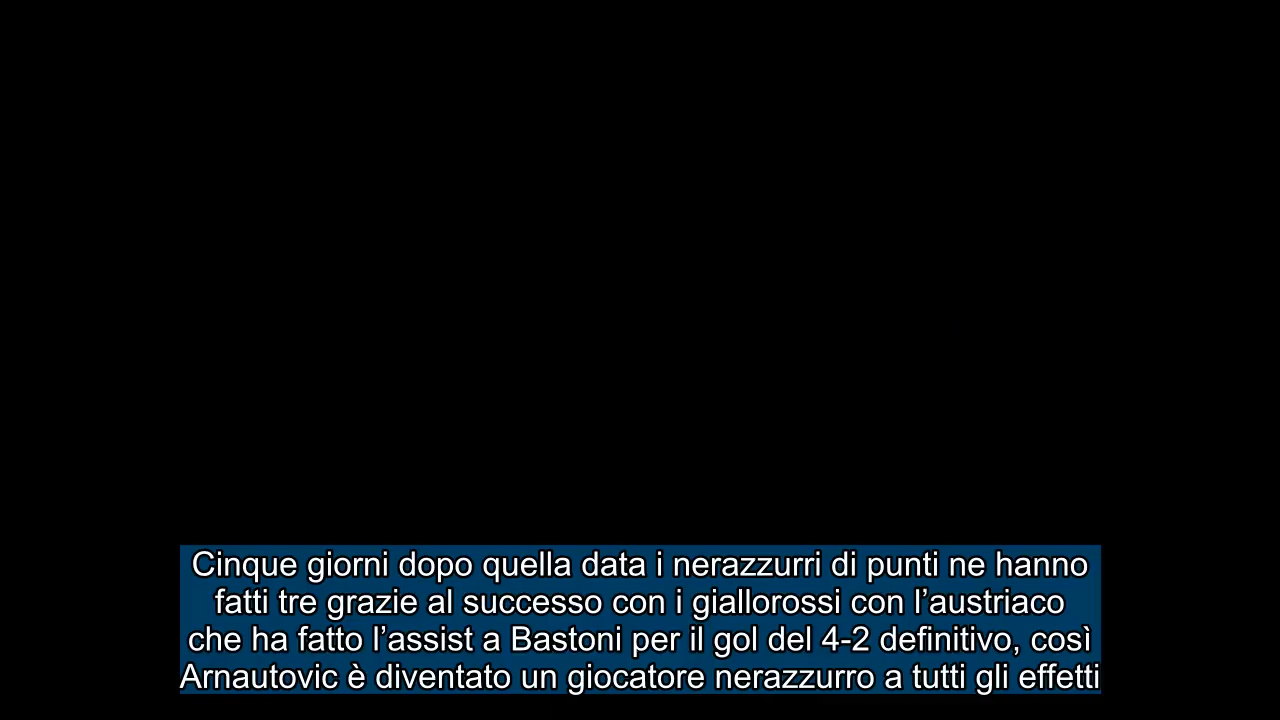 Cinque giorni dopo quella data i nerazzurri di punti ne hanno
fatti tre grazie al successo con i giallorossi con l’austriaco
che ha fatto l’assist a Bastoni per il gol del 4-2 definitivo, così
Arnautovic è diventato un giocatore nerazzurro a tutti gli effetti